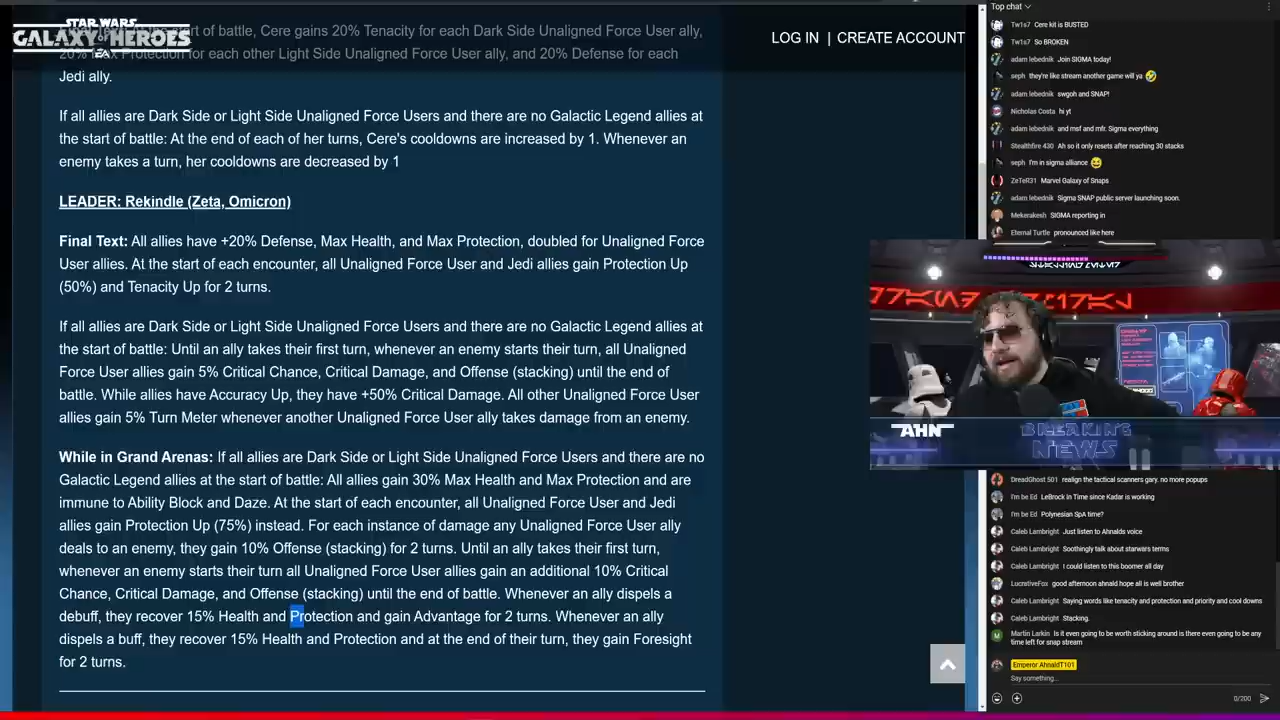 STAR WARS
GALAXY OF HEROES
EA
LOG IN | CREATE ACCOUNT
start of battle, Cere gains 20% Tenacity for each Dark Side Unaligned Force User ally,
20% Max Protection for each other Light Side Unaligned Force User ally, and 20% Defense for each
Jedi ally.
If all allies are Dark Side or Light Side Unaligned Force Users and there are no Galactic Legend allies at
the start of battle: At the end of each of her turns, Cere's cooldowns are increased by 1. Whenever an
enemy takes a turn, her cooldowns are decreased by 1
LEADER: Rekindle (Zeta, Omicron)
Final Text: All allies have +20% Defense, Max Health, and Max Protection, doubled for Unaligned Force
User allies. At the start of each encounter, all Unaligned Force User and Jedi allies gain Protection Up
(50%) and Tenacity Up for 2 turns.
If all allies are Dark Side or Light Side Unaligned Force Users and there are no Galactic Legend allies at
the start of battle: Until an ally takes their first turn, whenever an enemy starts their turn, all Unaligned
Force User allies gain 5% Critical Chance, Critical Damage, and Offense (stacking) until the end of
battle. While allies have Accuracy Up, they have +50% Critical Damage. All other Unaligned Force User
allies gain 5% Turn Meter whenever another Unaligned Force User ally takes damage from an enemy.
While in Grand Arenas: If all allies are Dark Side or Light Side Unaligned Force Users and there are no
Galactic Legend allies at the start of battle: All allies gain 30% Max Health and Max Protection and are
immune to Ability Block and Daze. At the start of each encounter, all Unaligned Force User and Jedi
allies gain Protection Up (75%) instead. For each instance of damage any Unaligned Force User ally
deals to an enemy, they gain 10% Offense (stacking) for 2 turns. Until an ally takes their first turn,
whenever an enemy starts their turn all Unaligned Force User allies gain an additional 10% Critical
Chance, Critical Damage, and Offense (stacking) until the end of battle. Whenever an ally dispels a
debuff, they recover 15% Health and Protection and gain Advantage for 2 turns. Whenever an ally
dispels a buff, they recover 15% Health and Protection and at the end of their turn, they gain Foresight
for 2 turns.
Top chat
Tw1s7 Cere kit is BUSTED
Tw1s7 So BROKEN
adam lebednik Join SIGMA today!
seph they're like stream another game will ya
adam lebednik swgoh and SNAP!
Nicholas Costa hi yt
adam lebednik and msf and mfr. Sigma everything
Stealthfire 430 Ah so it only resets after reaching 30 stacks
seph I'm in sigma alliance
ZeTeR31 Marvel Galaxy of Snaps
adam lebednik Sigma SNAP public server launching soon.
Mekerakesh SIGMA reporting in
Eternal Turtle pronounced like here
AHN
BREAKING
NEWS
DreadGhost 501 realign the tactical scanners gary. no more popups
I'm be Ed LeBrock in Time since Kadar is working
I'm be Ed Polynesian SpA time?
Caleb Lambright Just listen to Ahnalds voice
Caleb Lambright Soothingly talk about starwars terms
Caleb Lambright I could listen to this boomer all day
LucrativeFox good afternoon ahnald hope all is well brother
Caleb Lambright Saying words like tenacity and protection and priority and cool downs
Caleb Lambright Stacking.
Martin Larkin Is it even going to be worth sticking around is there even going to be any
time left for snap stream
Emperor AhnaldT101
Say something...
0/200